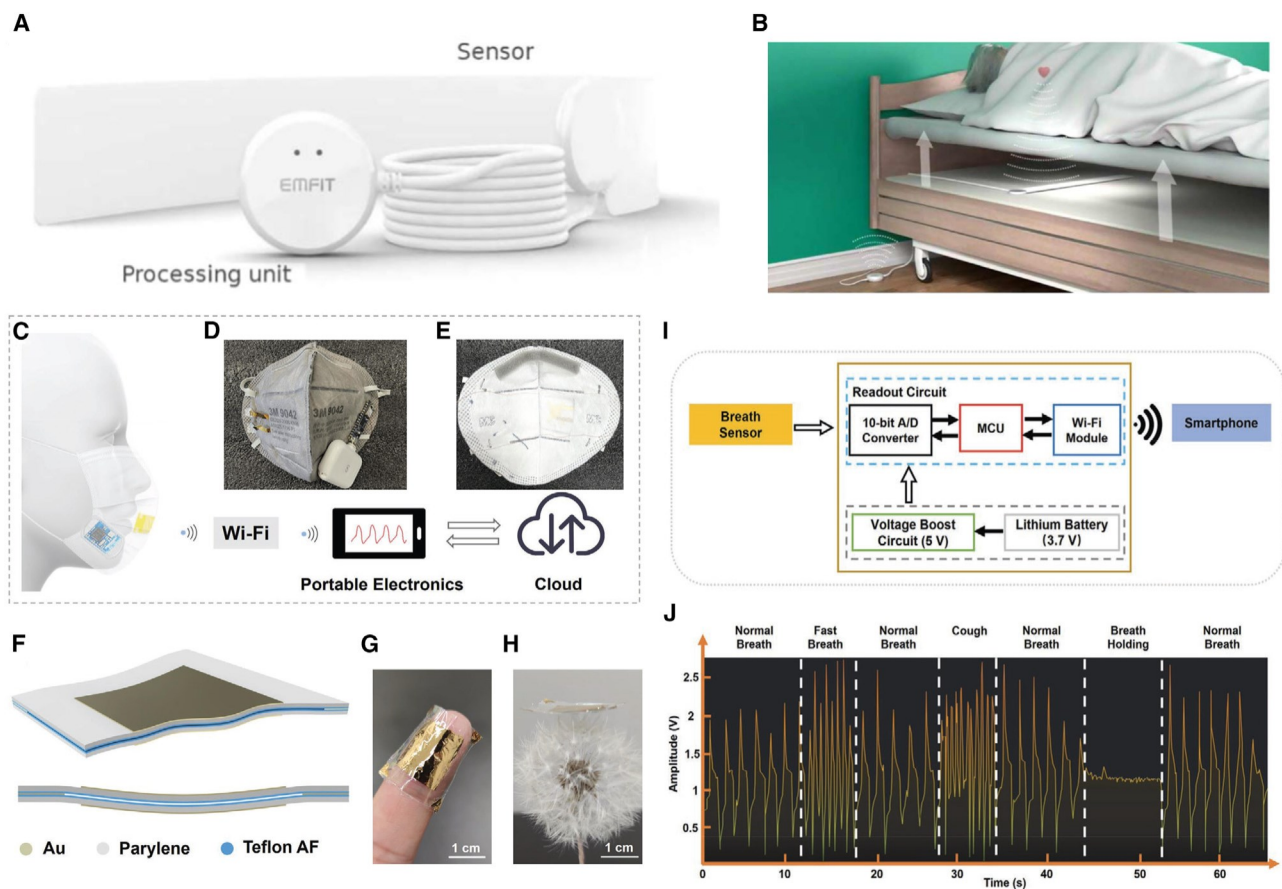 A
Sensor
EMFIT
Processing unit
B
C
D
3M 9042
3M 9042
E
Wi-Fi
Portable Electronics
Cloud
I
Breath
Sensor
Readout Circuit
10-bit A/D
Converter
MCU
Wi-Fi
Module
Smartphone
Voltage Boost
Circuit (5 V)
Lithium Battery
(3.7 V)
F
Au
Parylene
Teflon AF
G
1 cm
H
1 cm
J
Normal
Breath
Fast
Breath
Normal
Breath
Cough
Normal
Breath
Breath
Holding
Normal
Breath
Amplitude (V)
2.5
2
1.5
1
0.5
0
10
20
30
40
50
60
Time (s)